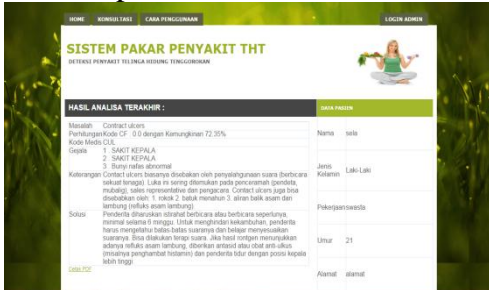 HOME KONSULTASI CARA PENGGUNAAN LOGIN ADMIN
SISTEM PAKAR PENYAKIT THT
DETEKSI PENYAKIT TELINGA HIDUNG TENGGOROKAN
HASIL ANALISA TERAKHIR :
Masalah Contract ulcers
Perhitungan Kode CF : 0.0 dengan Kemungkinan 72.35%
Kode Medis CUL
Gejala 1 . SAKIT KEPALA
2 . SAKIT KEPALA
3 . Bunyi nafas abnormal
Keterangan Contact ulcers biasanya disebakan oleh penyalahgunaan suara (berbicara
sekuat tenaga). Luka ini sering ditemukan pada penceramah (pendeta,
mubalig), sales representative dan pengacara. Contact ulcers juga bisa
disebabkan oleh: 1. rokok 2. batuk menahun 3. aliran balik asam dari
lambung (refluks asam lambung).
Solusi Penderita diharuskan istirahat berbicara atau berbicara seperlunya,
minimal selama 6 minggu. Untuk menghindari kekambuhan, penderita
harus mengetahui batas-batas suaranya dan belajar menyesuaikan
suaranya. Bisa dilakukan terapi suara. Jika hasil rontgen menunjukkan
adanya refluks asam lambung, diberikan antasid atau obat anti-ulkus
(misalnya penghambat histamin) dan penderita tidur dengan posisi kepala
lebih tinggi.
Cetak PDF
DATA PASIEN
Nama sela
Jenis
Kelamin Laki-Laki
Pekerjaan swasta
Umur 21
Alamat alamat